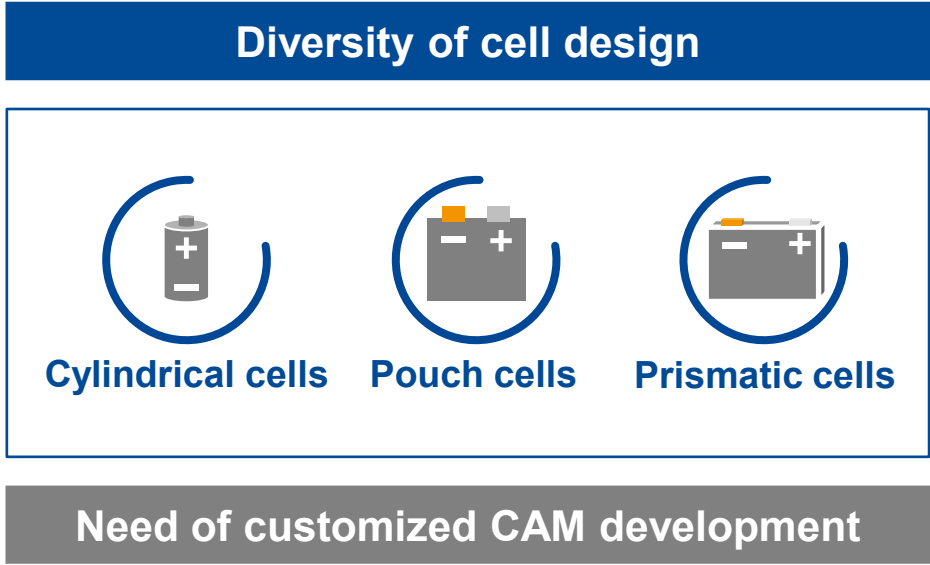 Diversity of cell design
+
−
− +
− +
Cylindrical cells Pouch cells Prismatic cells
Need of customized CAM development